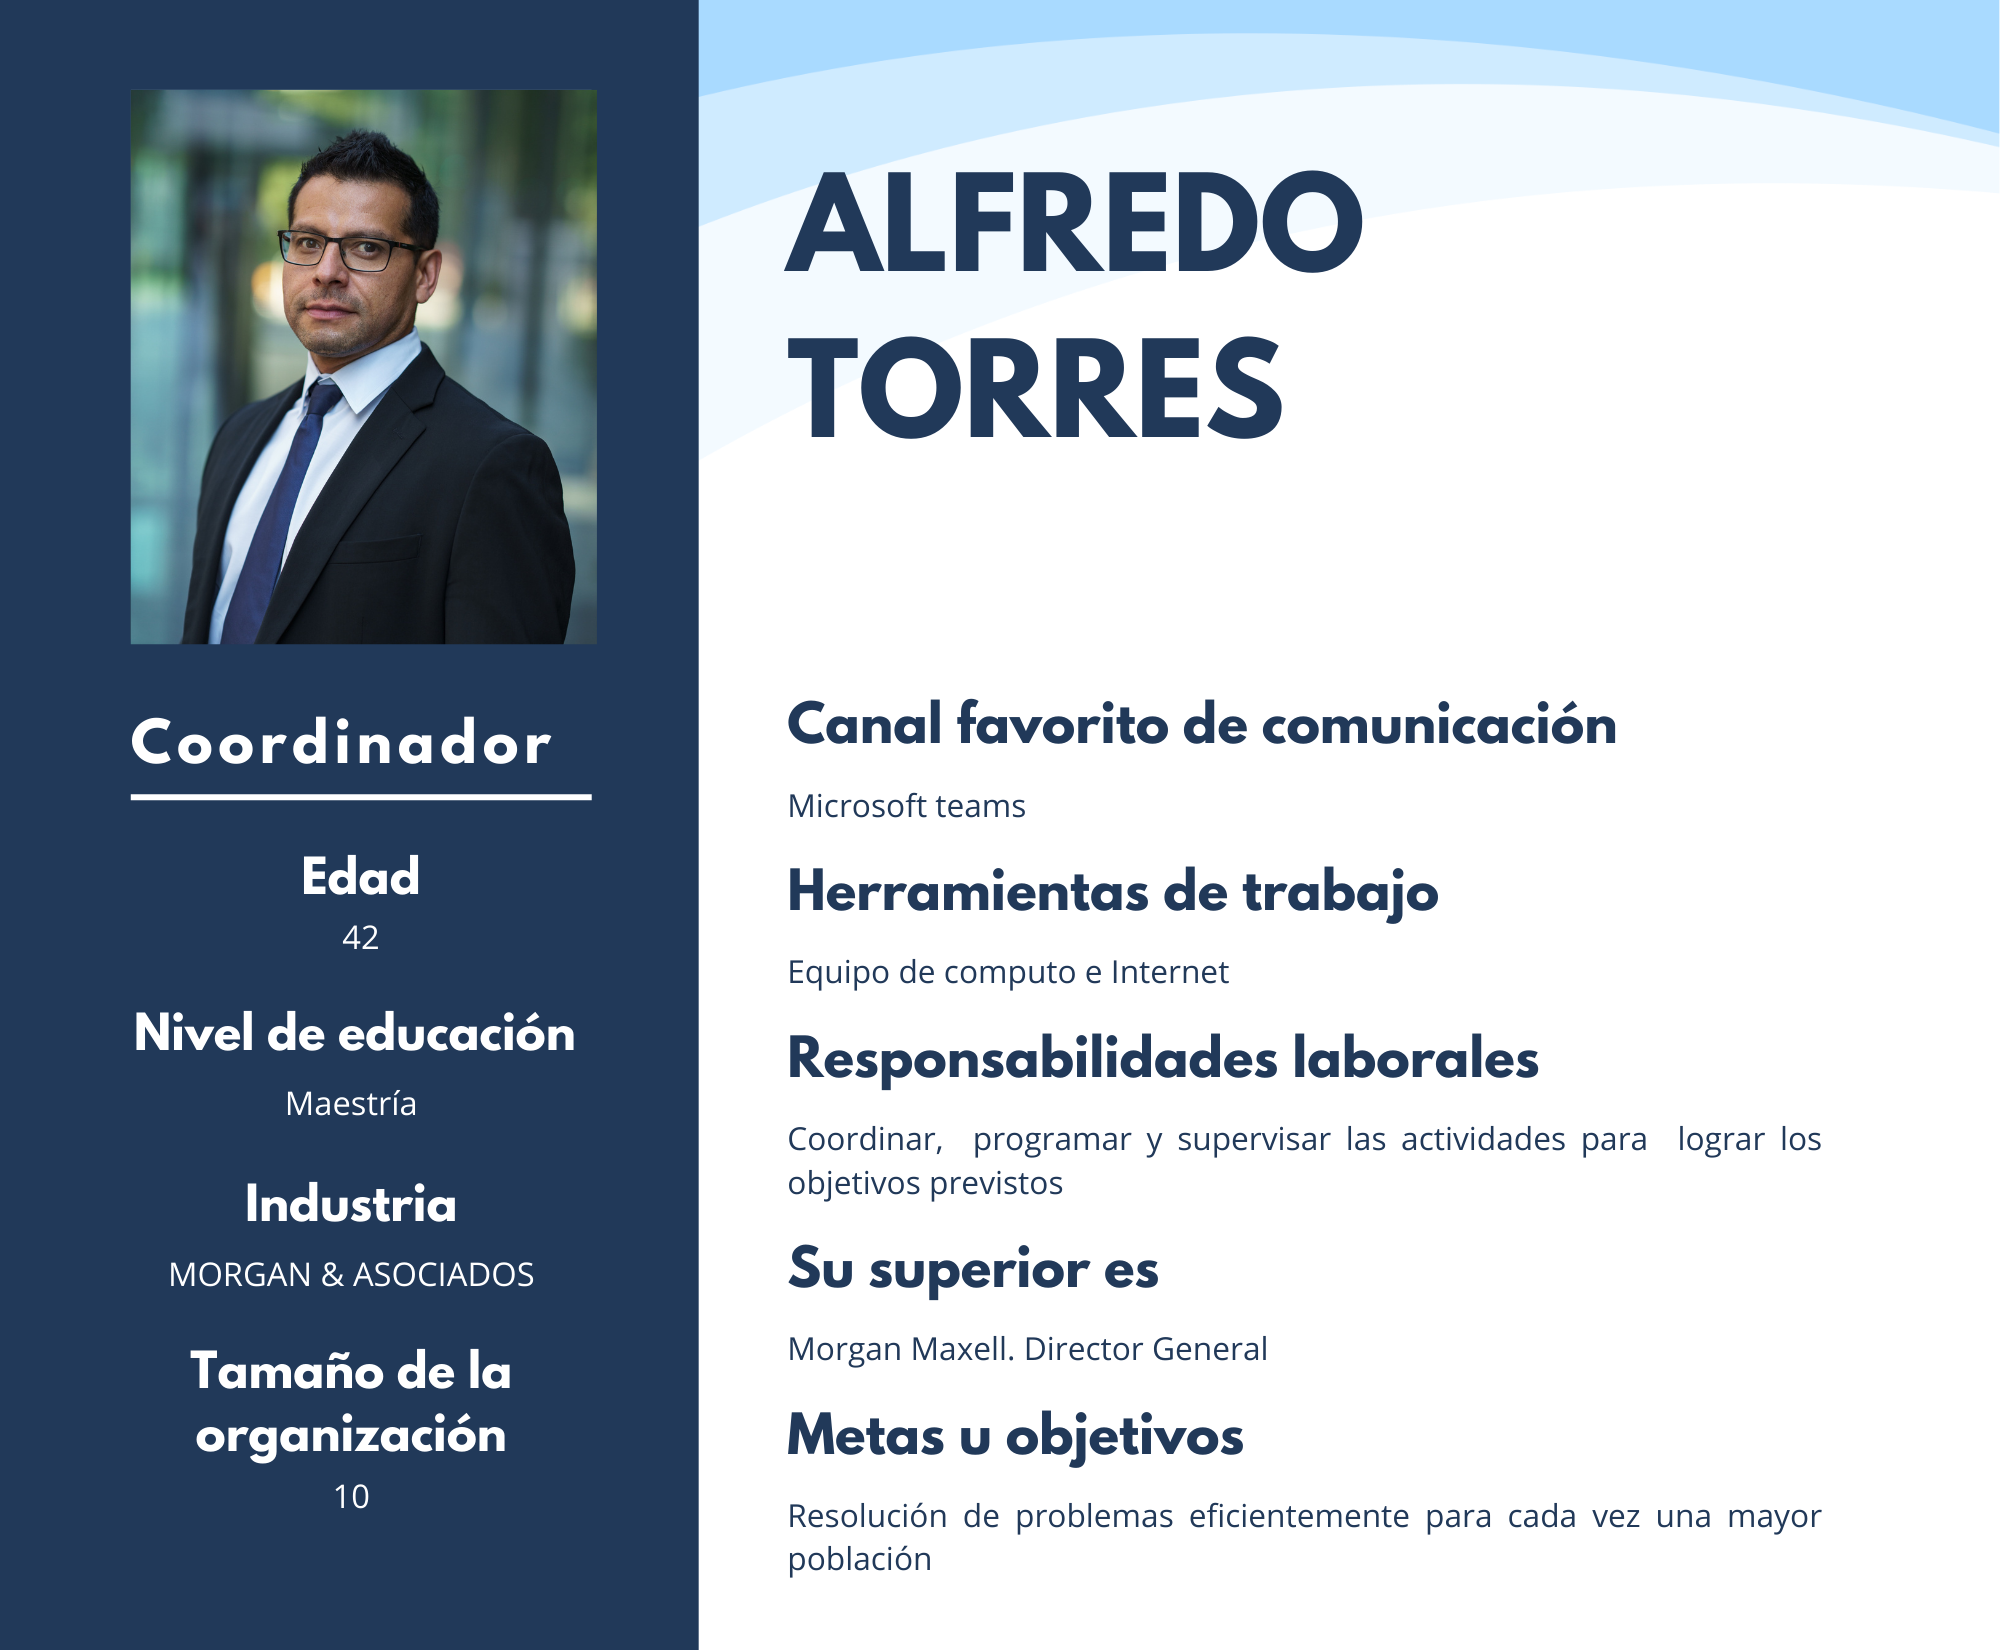 ALFREDO
TORRES
Coordinador
Edad
42
Nivel de educación
Maestría
Industria
MORGAN & ASOCIADOS
Tamaño de la
organización
10
Canal favorito de comunicación
Microsoft teams
Herramientas de trabajo
Equipo de computo e Internet
Responsabilidades laborales
Coordinar, programar y supervisar las actividades para lograr los
objetivos previstos
Su superior es
Morgan Maxell. Director General
Metas u objetivos
Resolución de problemas eficientemente para cada vez una mayor
población